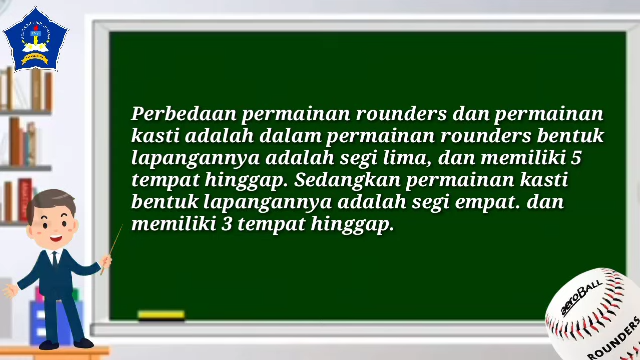 Perbedaan permainan rounders dan permainan
kasti adalah dalam permainan rounders bentuk
lapangannya adalah segi lima, dan memiliki 5
tempat hinggap. Sedangkan permainan kasti
bentuk lapangannya adalah segi empat. dan
memiliki 3 tempat hinggap.
aeroBALL
ROUNDERS